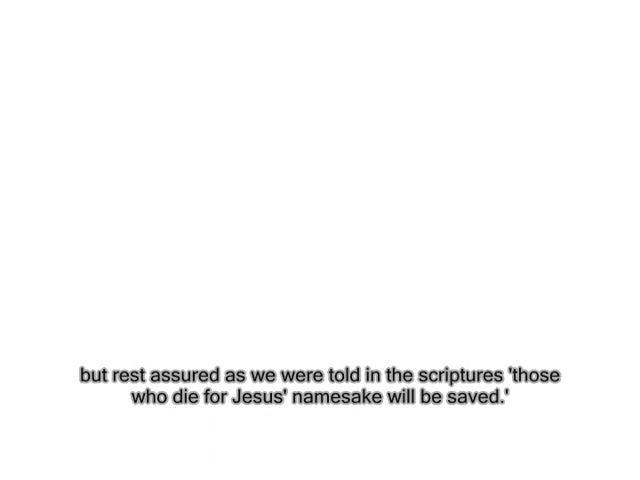 but rest assured as we were told in the scriptures 'those
who die for Jesus' namesake will be saved.'